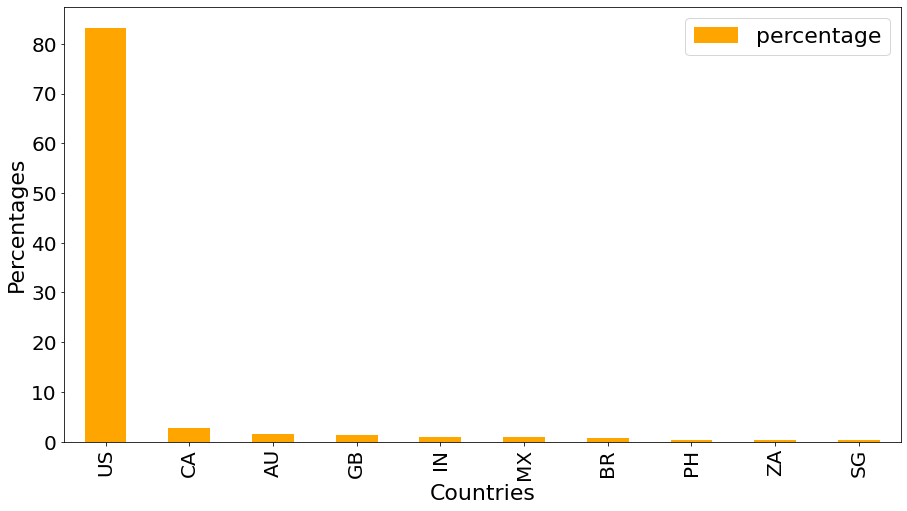 percentage
Percentages
80
70
60
50
40
30
20
10
0
US
CA
AU
GB
IN
MX
BR
PH
ZA
SG
Countries